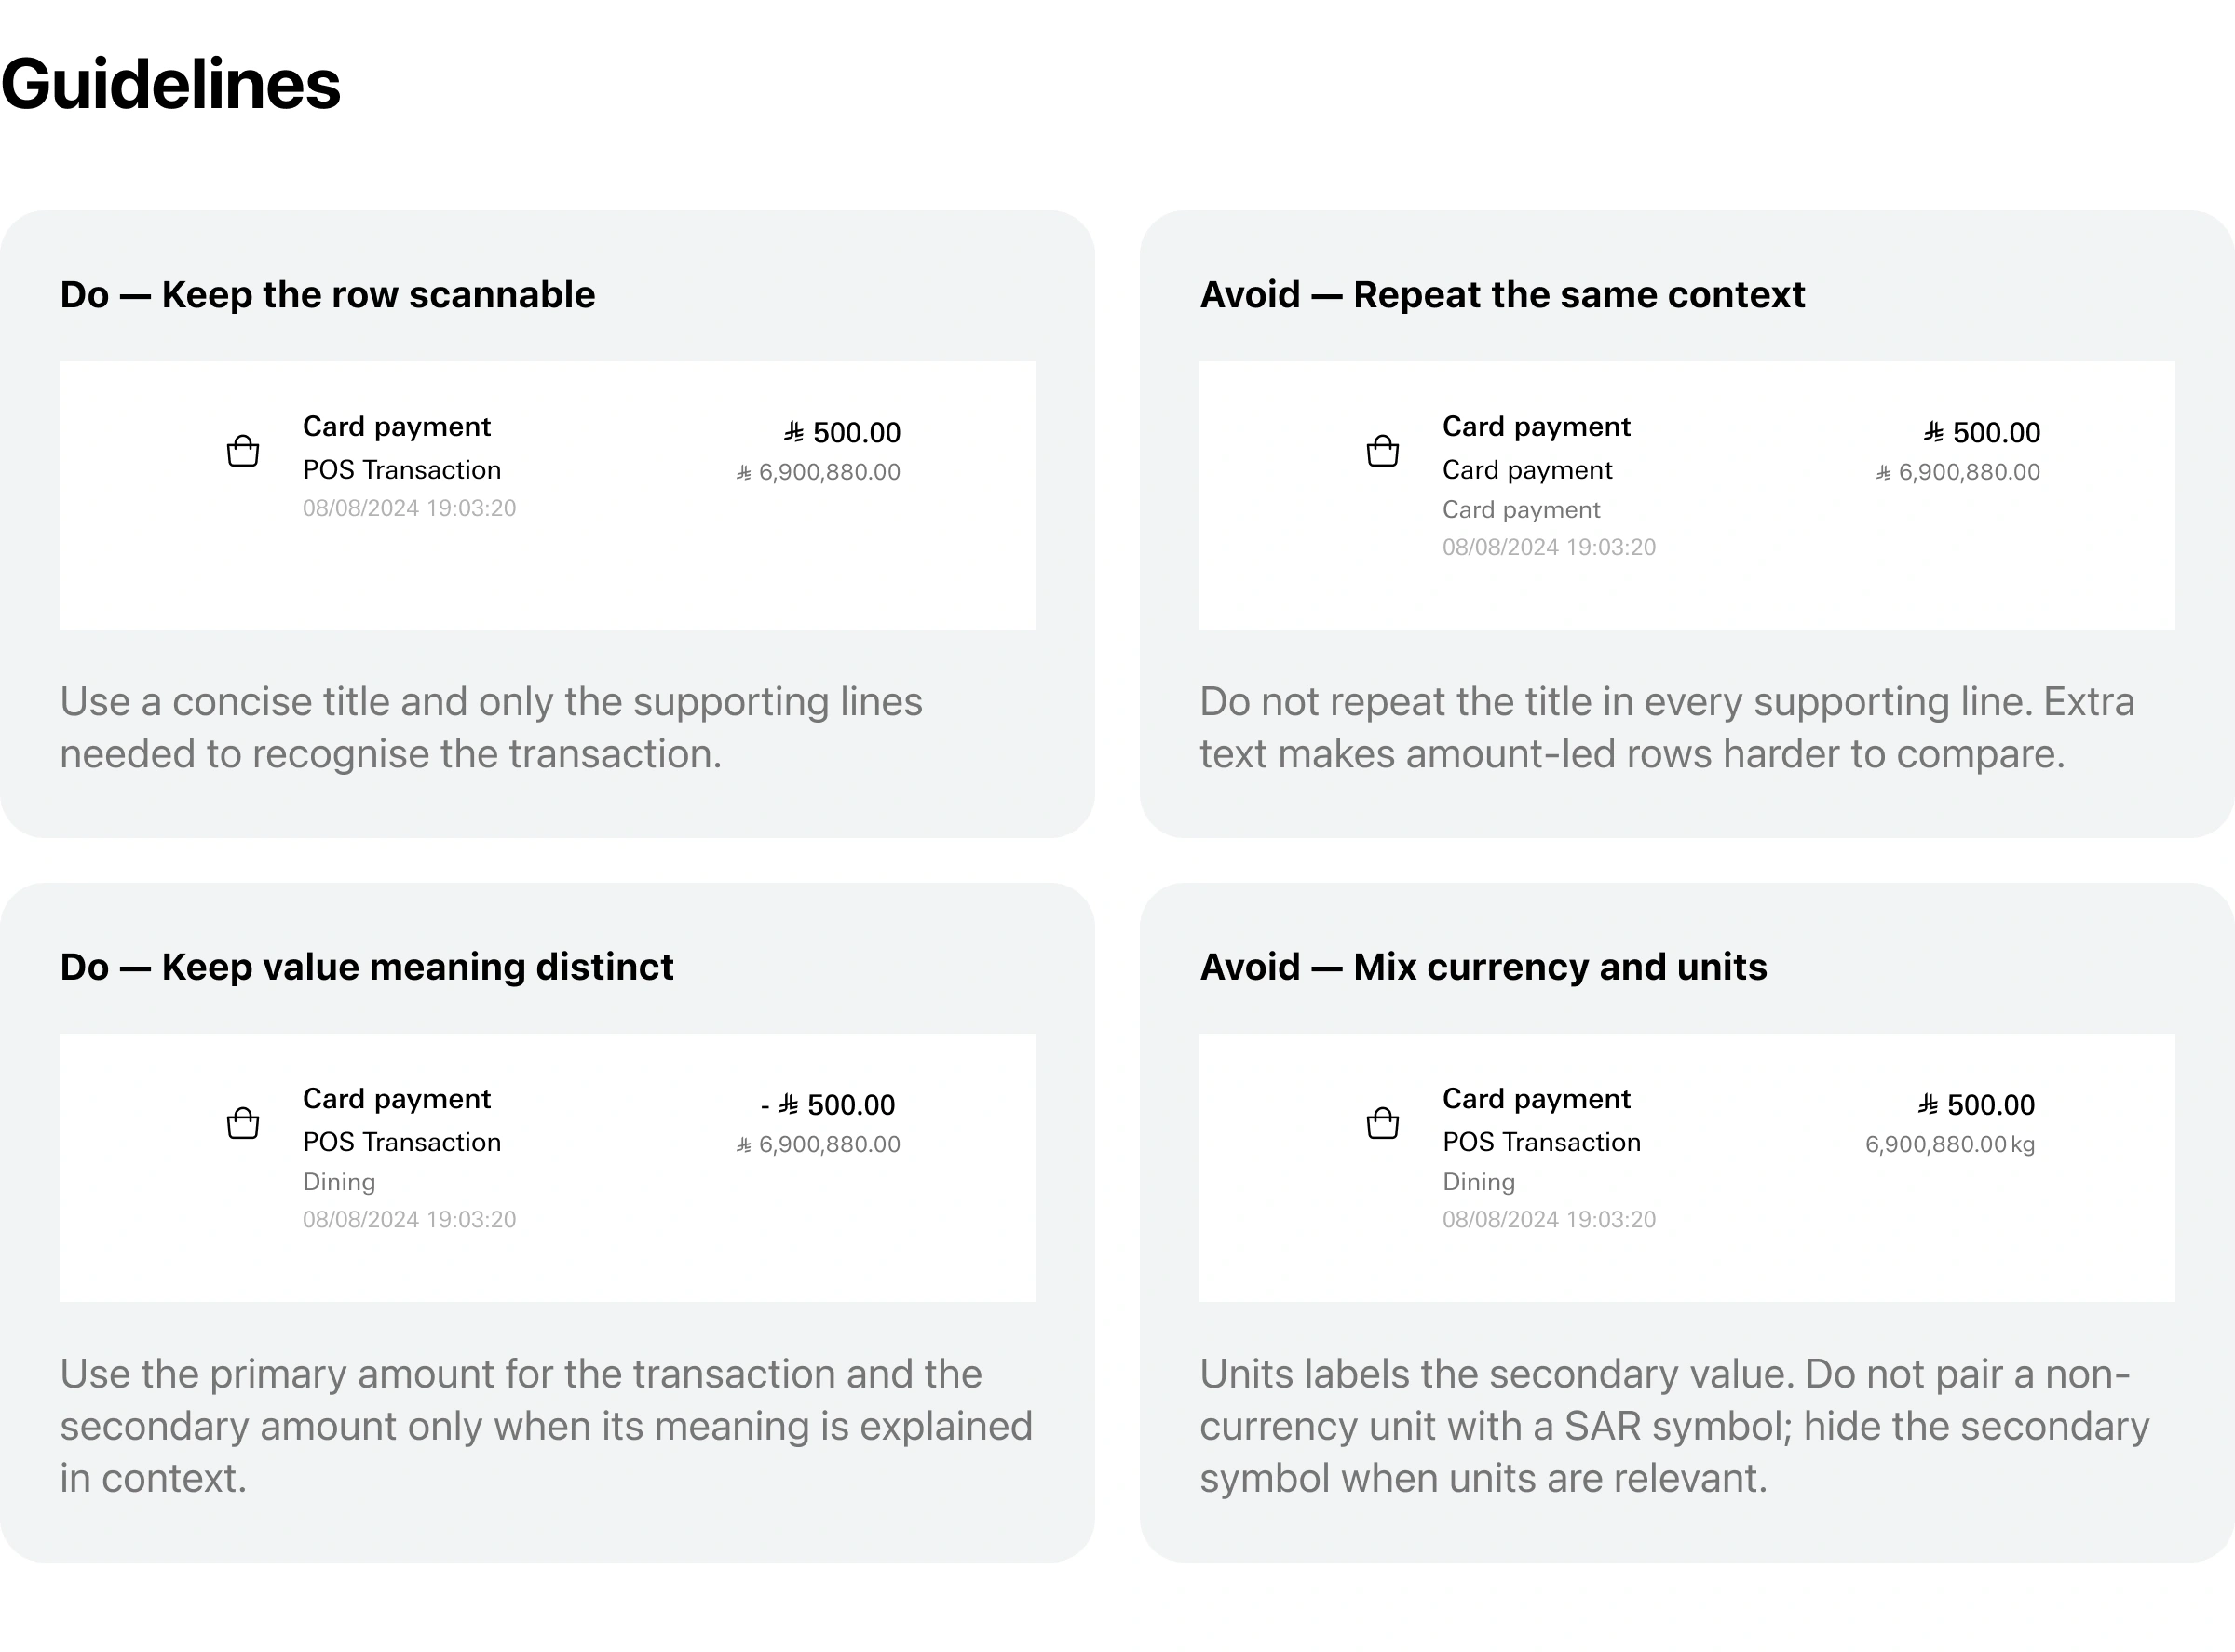 Guidelines
Do — Keep the row scannable
Card payment
⃁ 500.00
POS Transaction
⃁ 6,900,880.00
08/08/2024 19:03:20
Use a concise title and only the supporting lines
needed to recognise the transaction.
Avoid — Repeat the same context
Card payment
⃁ 500.00
Card payment
⃁ 6,900,880.00
Card payment
08/08/2024 19:03:20
Do not repeat the title in every supporting line. Extra
text makes amount-led rows harder to compare.
Do — Keep value meaning distinct
Card payment
- ⃁ 500.00
POS Transaction
⃁ 6,900,880.00
Dining
08/08/2024 19:03:20
Use the primary amount for the transaction and the
secondary amount only when its meaning is explained
in context.
Avoid — Mix currency and units
Card payment
⃁ 500.00
POS Transaction
6,900,880.00 kg
Dining
08/08/2024 19:03:20
Units labels the secondary value. Do not pair a non-
currency unit with a SAR symbol; hide the secondary
symbol when units are relevant.